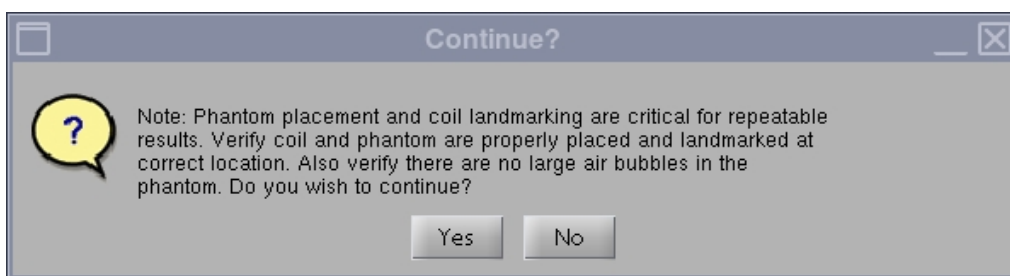 Continue?
?
Note: Phantom placement and coil landmarking are critical for repeatable
results. Verify coil and phantom are properly placed and landmarked at
correct location. Also verify there are no large air bubbles in the
phantom. Do you wish to continue?
Yes No